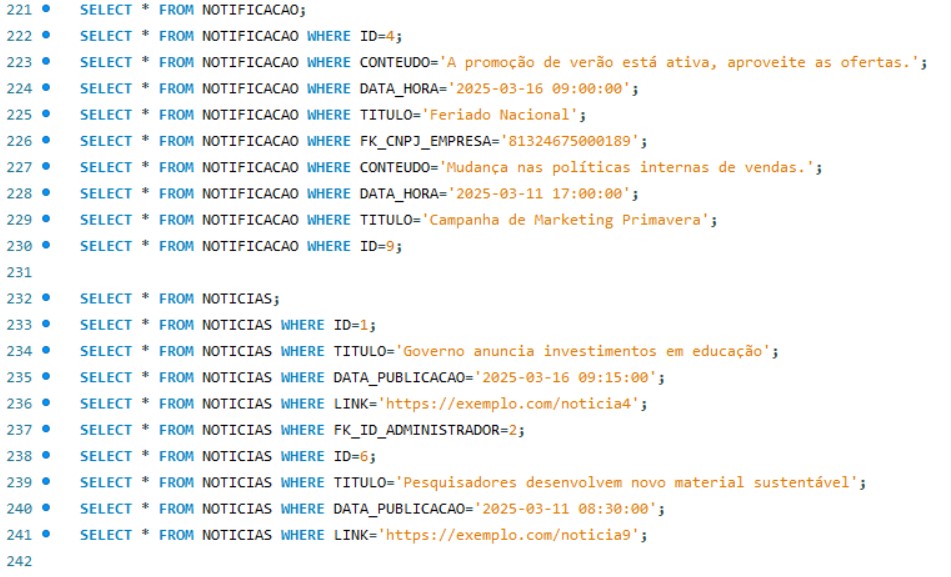 221 SELECT * FROM NOTIFICACAO;
222 SELECT * FROM NOTIFICACAO WHERE ID=4;
223 SELECT * FROM NOTIFICACAO WHERE CONTEUDO='A promoção de verão está ativa, aproveite as ofertas.';
224 SELECT * FROM NOTIFICACAO WHERE DATA_HORA='2025-03-16 09:00:00';
225 SELECT * FROM NOTIFICACAO WHERE TITULO='Feriado Nacional';
226 SELECT * FROM NOTIFICACAO WHERE FK_CNPJ_EMPRESA='81324675000189';
227 SELECT * FROM NOTIFICACAO WHERE CONTEUDO='Mudança nas políticas internas de vendas.';
228 SELECT * FROM NOTIFICACAO WHERE DATA_HORA='2025-03-11 17:00:00';
229 SELECT * FROM NOTIFICACAO WHERE TITULO='Campanha de Marketing Primavera';
230 SELECT * FROM NOTIFICACAO WHERE ID=9;
231
232 SELECT * FROM NOTICIAS;
233 SELECT * FROM NOTICIAS WHERE ID=1;
234 SELECT * FROM NOTICIAS WHERE TITULO='Governo anuncia investimentos em educação';
235 SELECT * FROM NOTICIAS WHERE DATA_PUBLICACAO='2025-03-16 09:15:00';
236 SELECT * FROM NOTICIAS WHERE LINK='https://exemplo.com/noticia4';
237 SELECT * FROM NOTICIAS WHERE FK_ID_ADMINISTRADOR=2;
238 SELECT * FROM NOTICIAS WHERE ID=6;
239 SELECT * FROM NOTICIAS WHERE TITULO='Pesquisadores desenvolvem novo material sustentável';
240 SELECT * FROM NOTICIAS WHERE DATA_PUBLICACAO='2025-03-11 08:30:00';
241 SELECT * FROM NOTICIAS WHERE LINK='https://exemplo.com/noticia9';
242